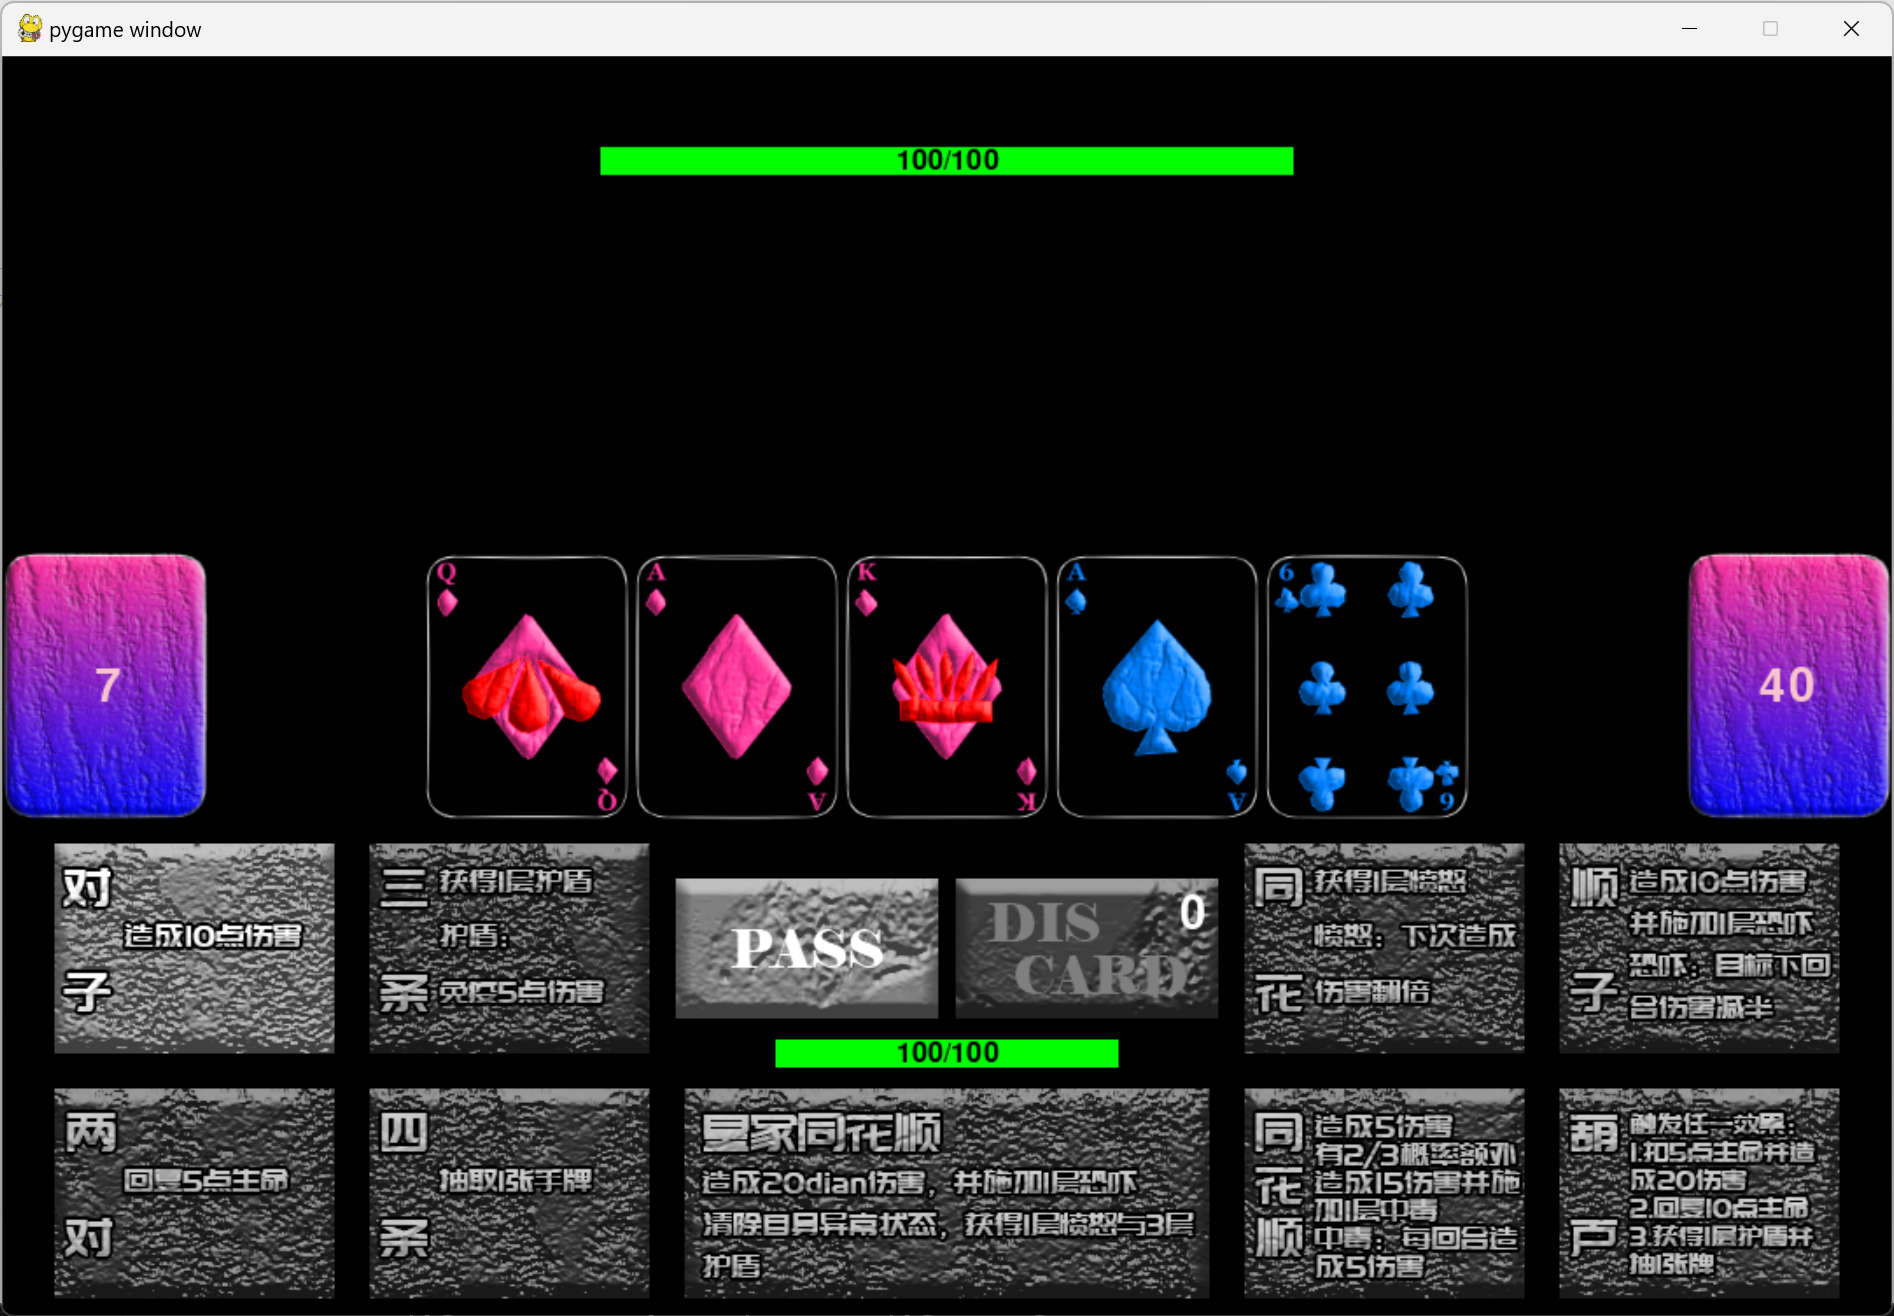 pygame window
100/100
7
Q
Q
A
A
K
K
A
A
6
6
40
对子
造成10点伤害
三条
获得1层护盾
护盾：
免疫5点伤害
PASS
DIS
CARD
0
同花
获得1层愤怒
愤怒：下次造成
伤害翻倍
顺子
造成10点伤害
并施加1层恐吓
恐吓：目标下回
合伤害减半
100/100
两对
回复5点生命
四条
抽取1张手牌
皇家同花顺
造成20dian伤害，并施加1层恐吓
清除自身异常状态，获得1层愤怒与3层
护盾
同花顺
造成5伤害
有2/3概率额外
造成15伤害并施
加1层中毒
中毒：每回合造
成5伤害
胡卢
触发任一效果：
1.扣5点生命并造
成20伤害
2.回复10点生命
3.获得1层护盾并
抽1张牌